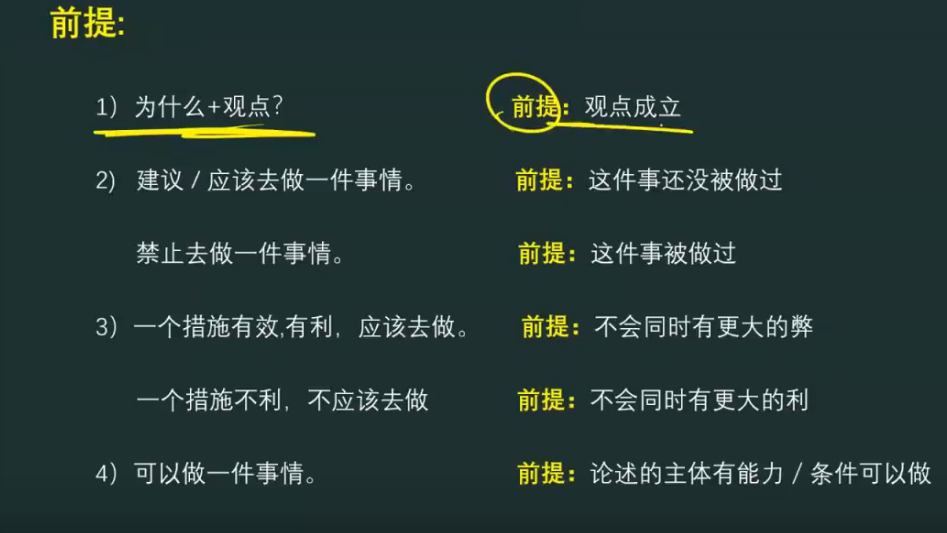 前提:
1）为什么+观点? 前提：观点成立
2） 建议 / 应该去做一件事情。 前提：这件事还没被做过
禁止去做一件事情。 前提：这件事被做过
3）一个措施有效,有利，应该去做。 前提：不会同时有更大的弊
一个措施不利，不应该去做 前提：不会同时有更大的利
4）可以做一件事情。 前提：论述的主体有能力 / 条件可以做